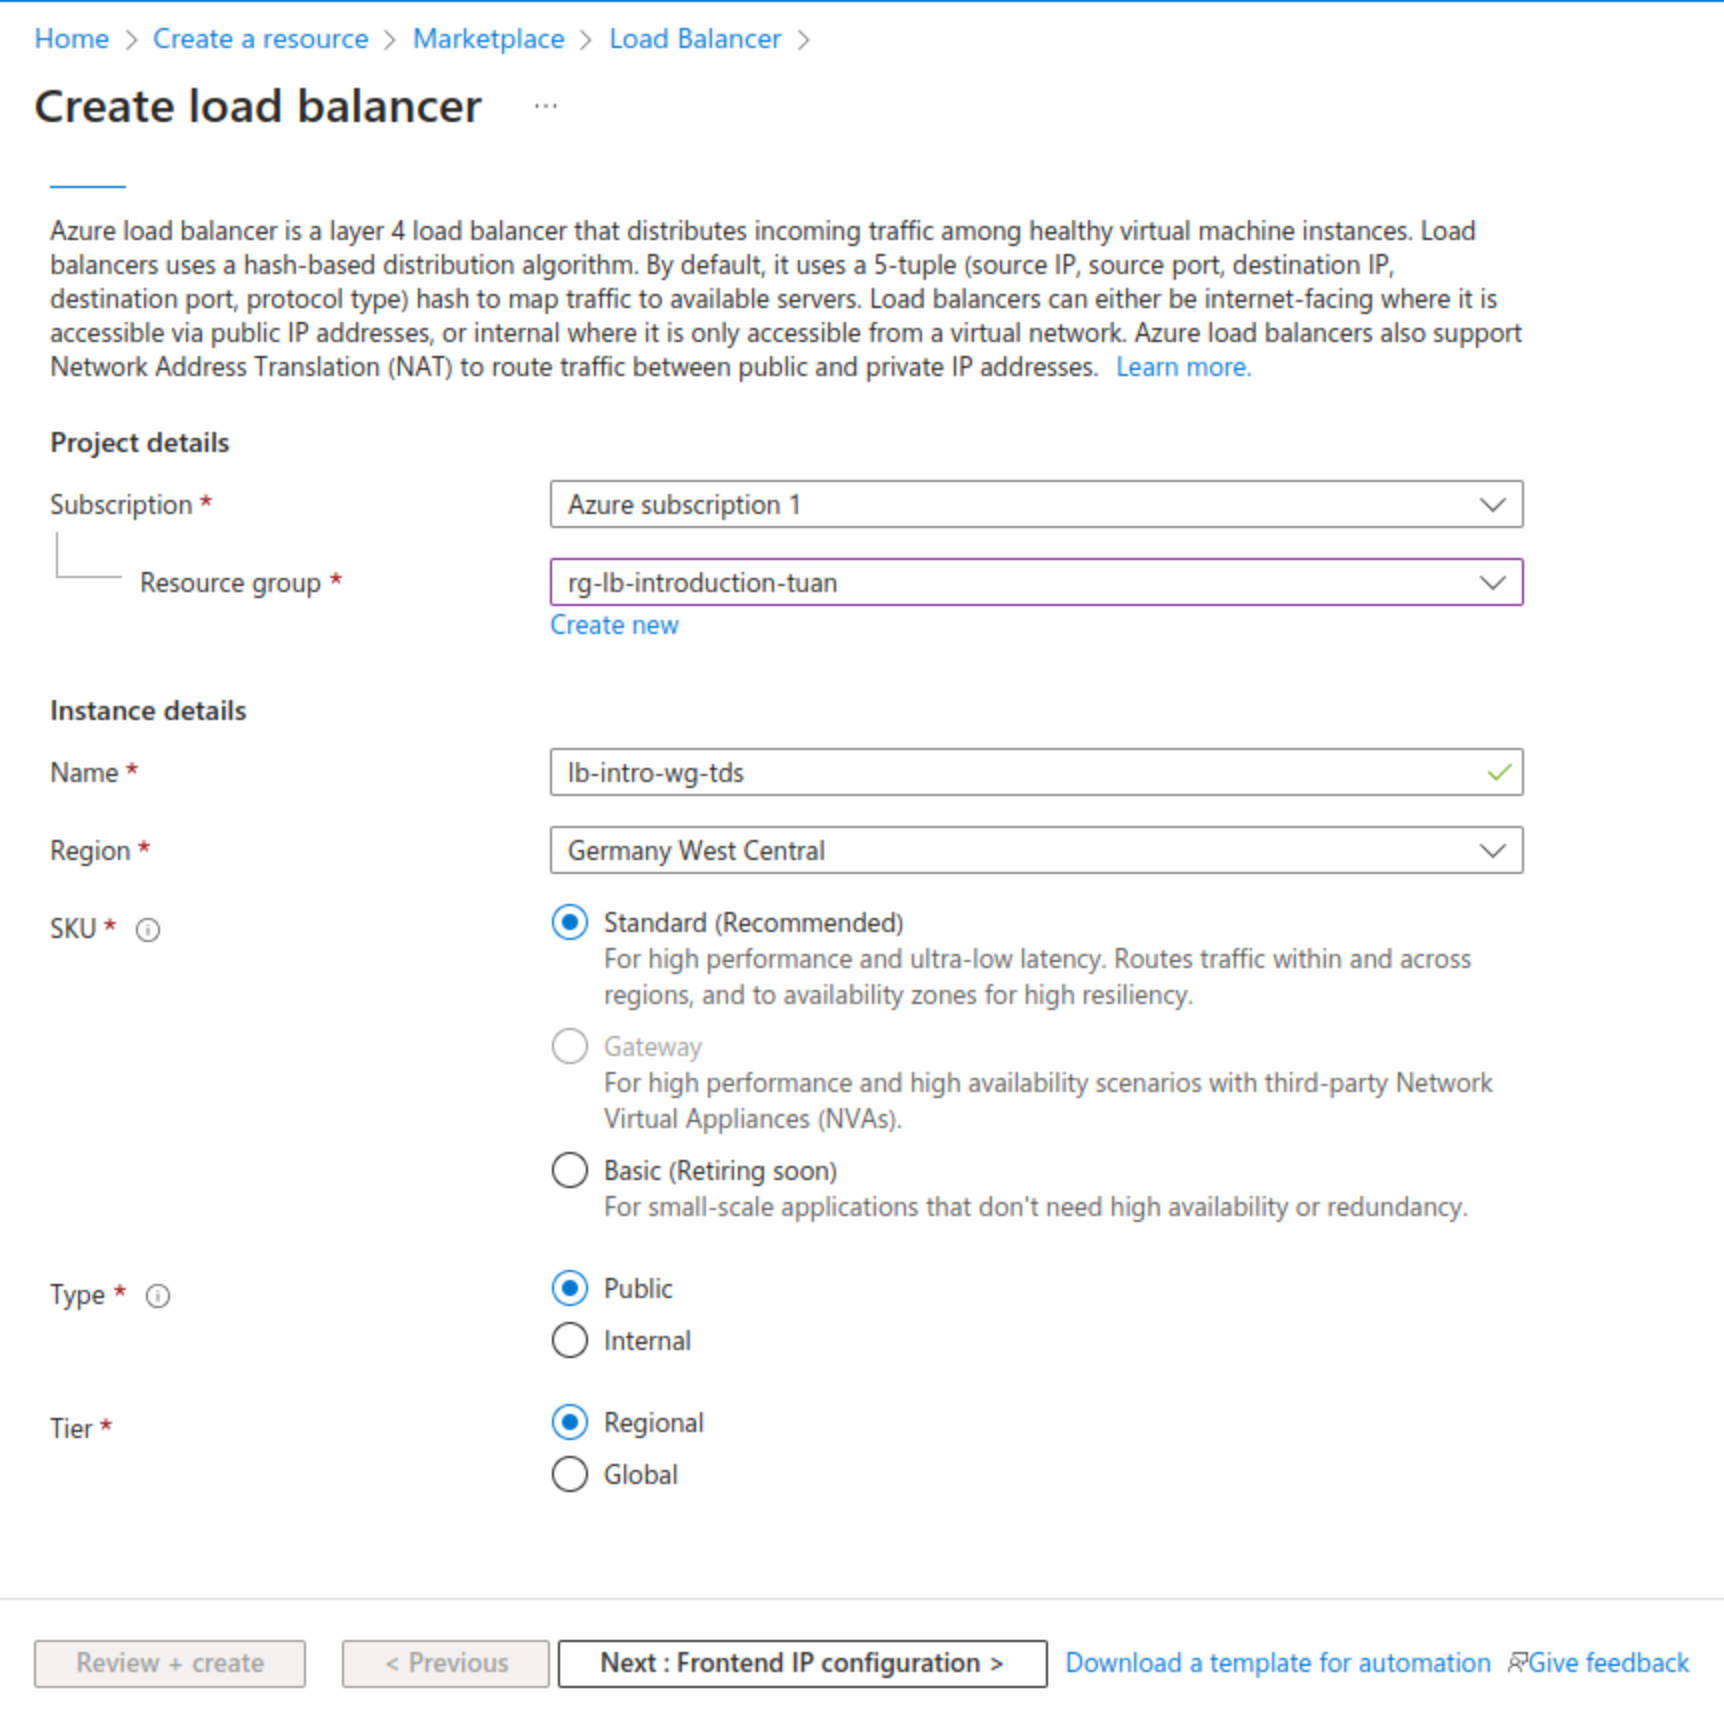 Home > Create a resource > Marketplace > Load Balancer >
Create load balancer ...
Azure load balancer is a layer 4 load balancer that distributes incoming traffic among healthy virtual machine instances. Load
balancers uses a hash-based distribution algorithm. By default, it uses a 5-tuple (source IP, source port, destination IP,
destination port, protocol type) hash to map traffic to available servers. Load balancers can either be internet-facing where it is
accessible via public IP addresses, or internal where it is only accessible from a virtual network. Azure load balancers also support
Network Address Translation (NAT) to route traffic between public and private IP addresses. Learn more.
Project details
Subscription * Azure subscription 1
Resource group * rg-lb-introduction-tuan
Create new
Instance details
Name * lb-intro-wg-tds
Region * Germany West Central
SKU * Standard (Recommended)
For high performance and ultra-low latency. Routes traffic within and across
regions, and to availability zones for high resiliency.
Gateway
For high performance and high availability scenarios with third-party Network
Virtual Appliances (NVAs).
Basic (Retiring soon)
For small-scale applications that don't need high availability or redundancy.
Type * Public
Internal
Tier * Regional
Global
Review + create < Previous Next : Frontend IP configuration > Download a template for automation Give feedback